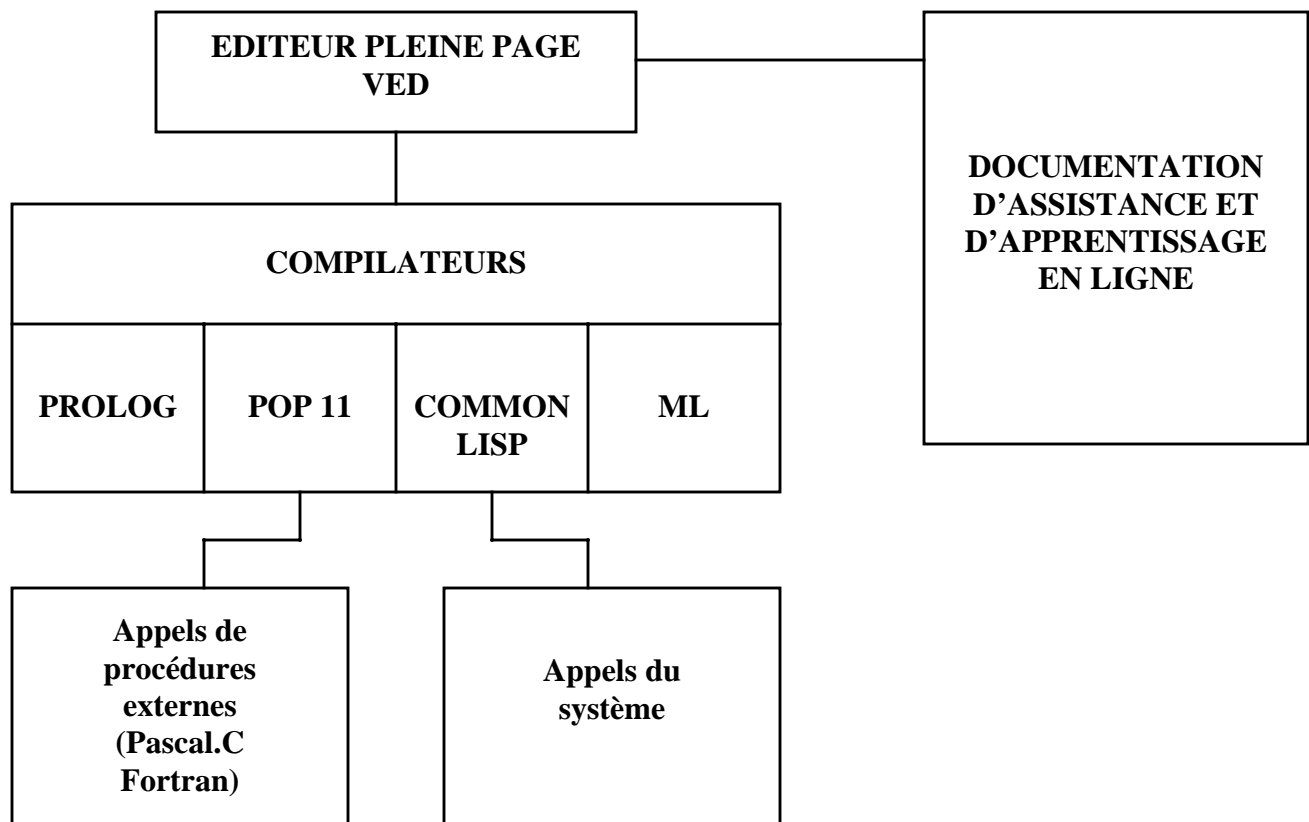 EDITEUR PLEINE PAGE
VED
DOCUMENTATION
D’ASSISTANCE ET
D’APPRENTISSAGE
EN LIGNE
COMPILATEURS
PROLOG
POP 11
COMMON
LISP
ML
Appels de
procédures
externes
(Pascal.C
Fortran)
Appels du
système